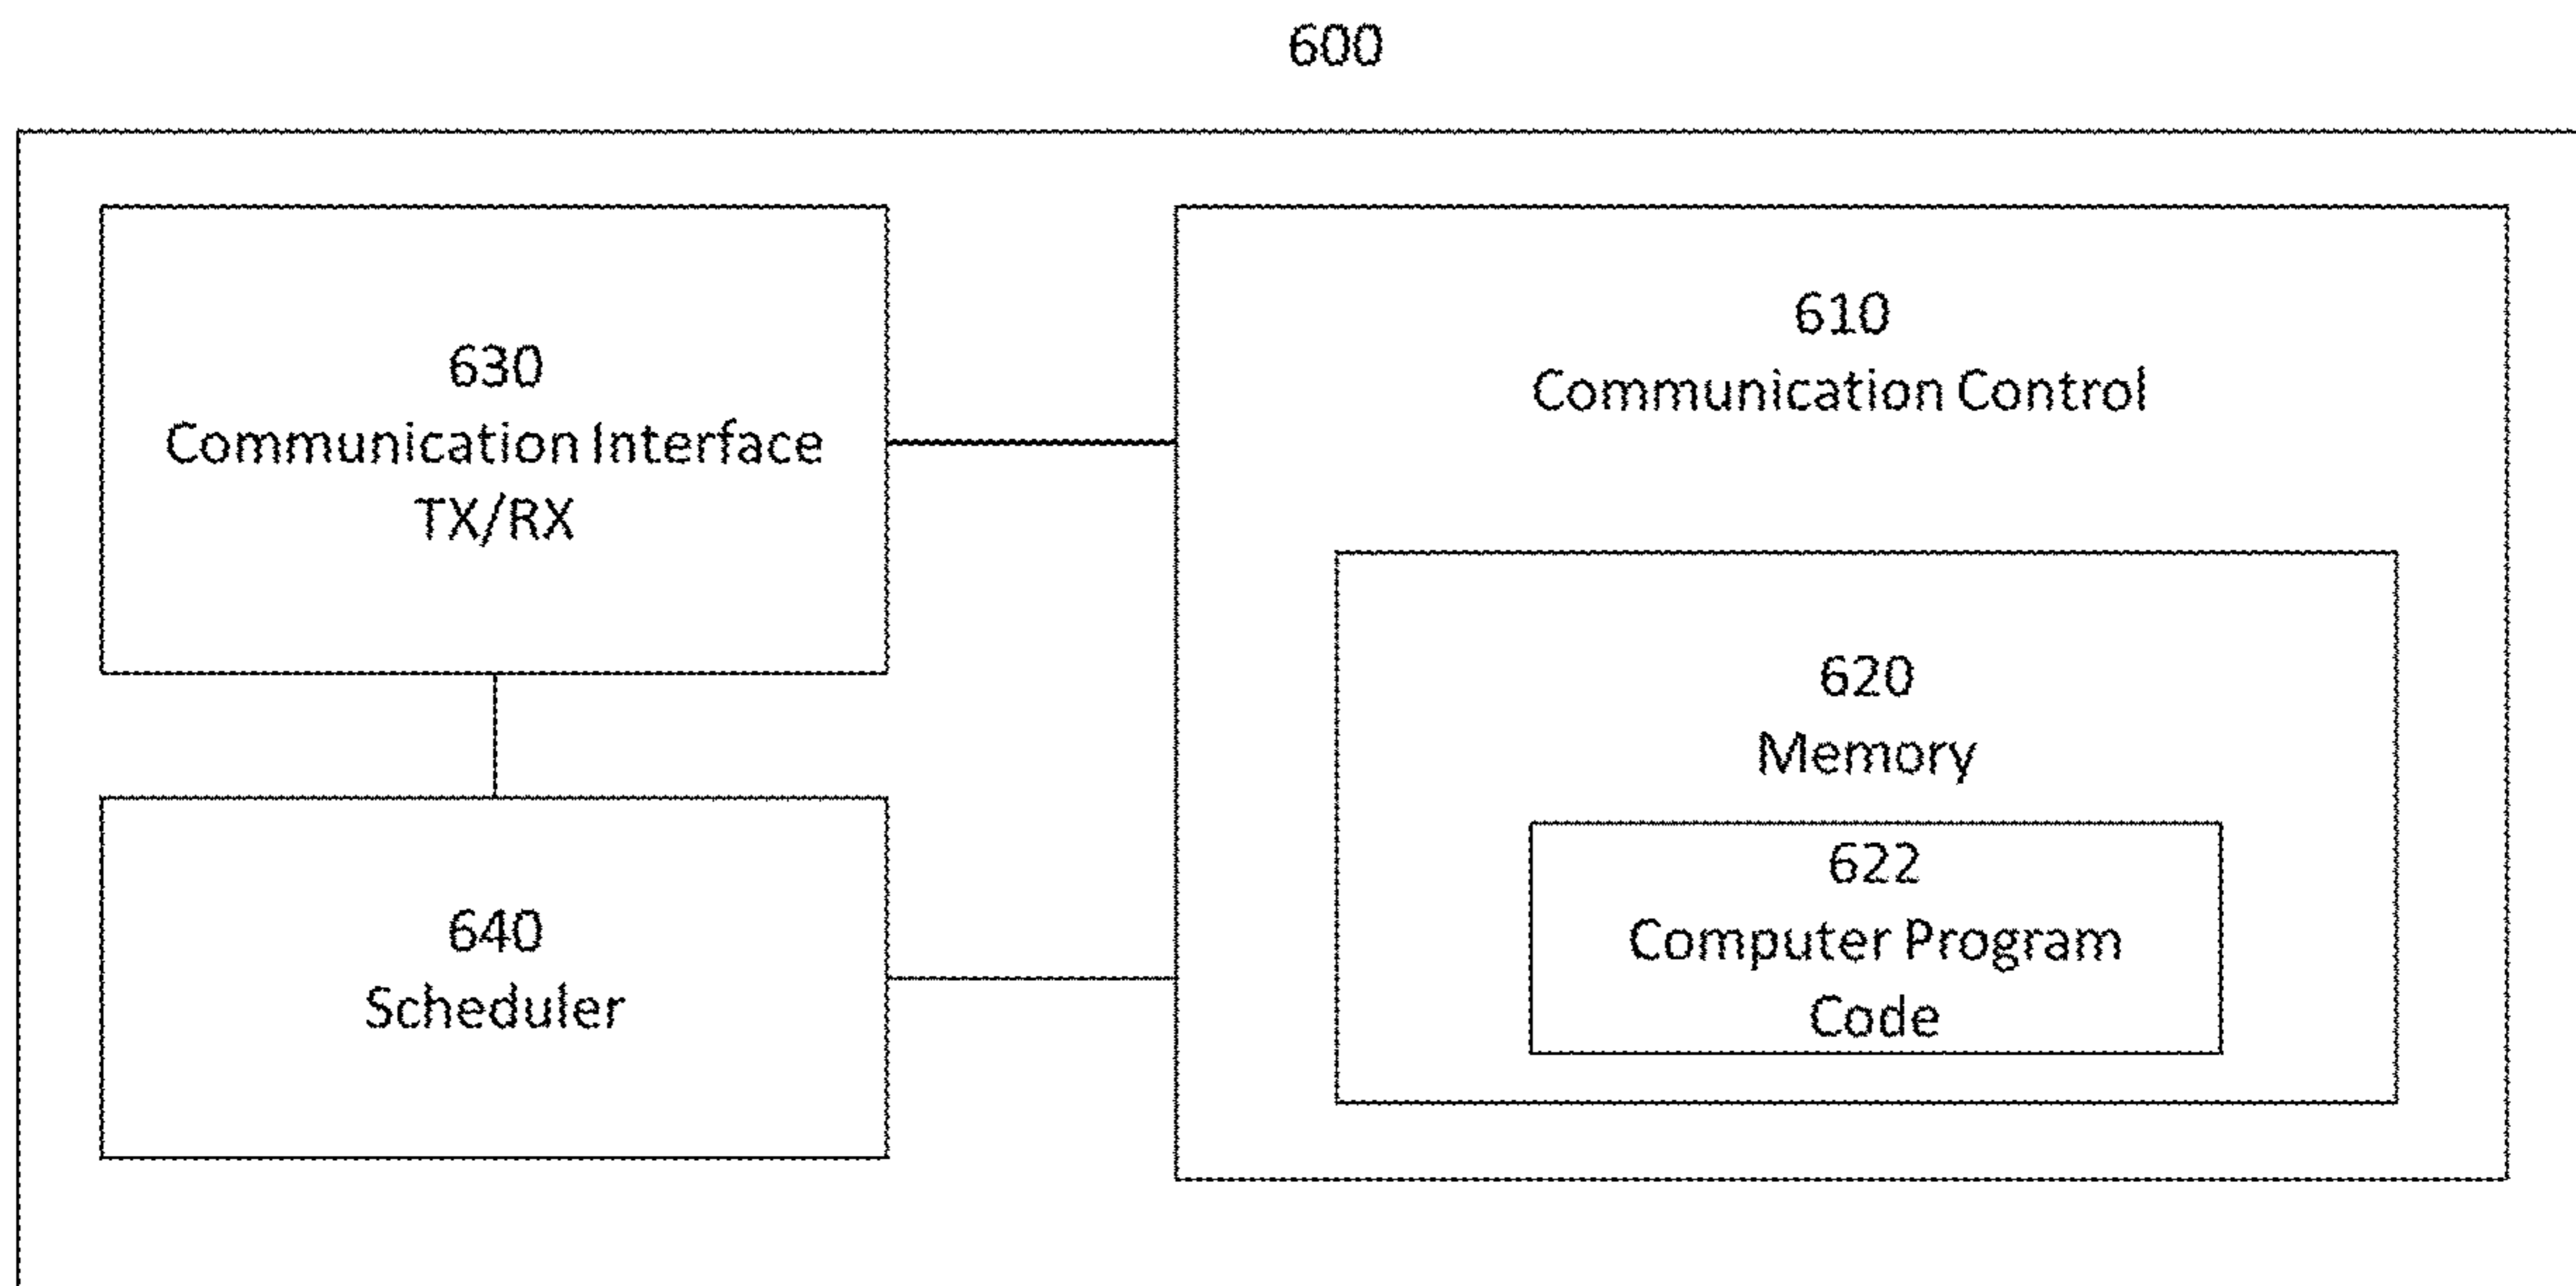 600
630
Communication Interface
TX/RX
610
Communication Control
620
Memory
622
Computer Program
Code
640
Scheduler